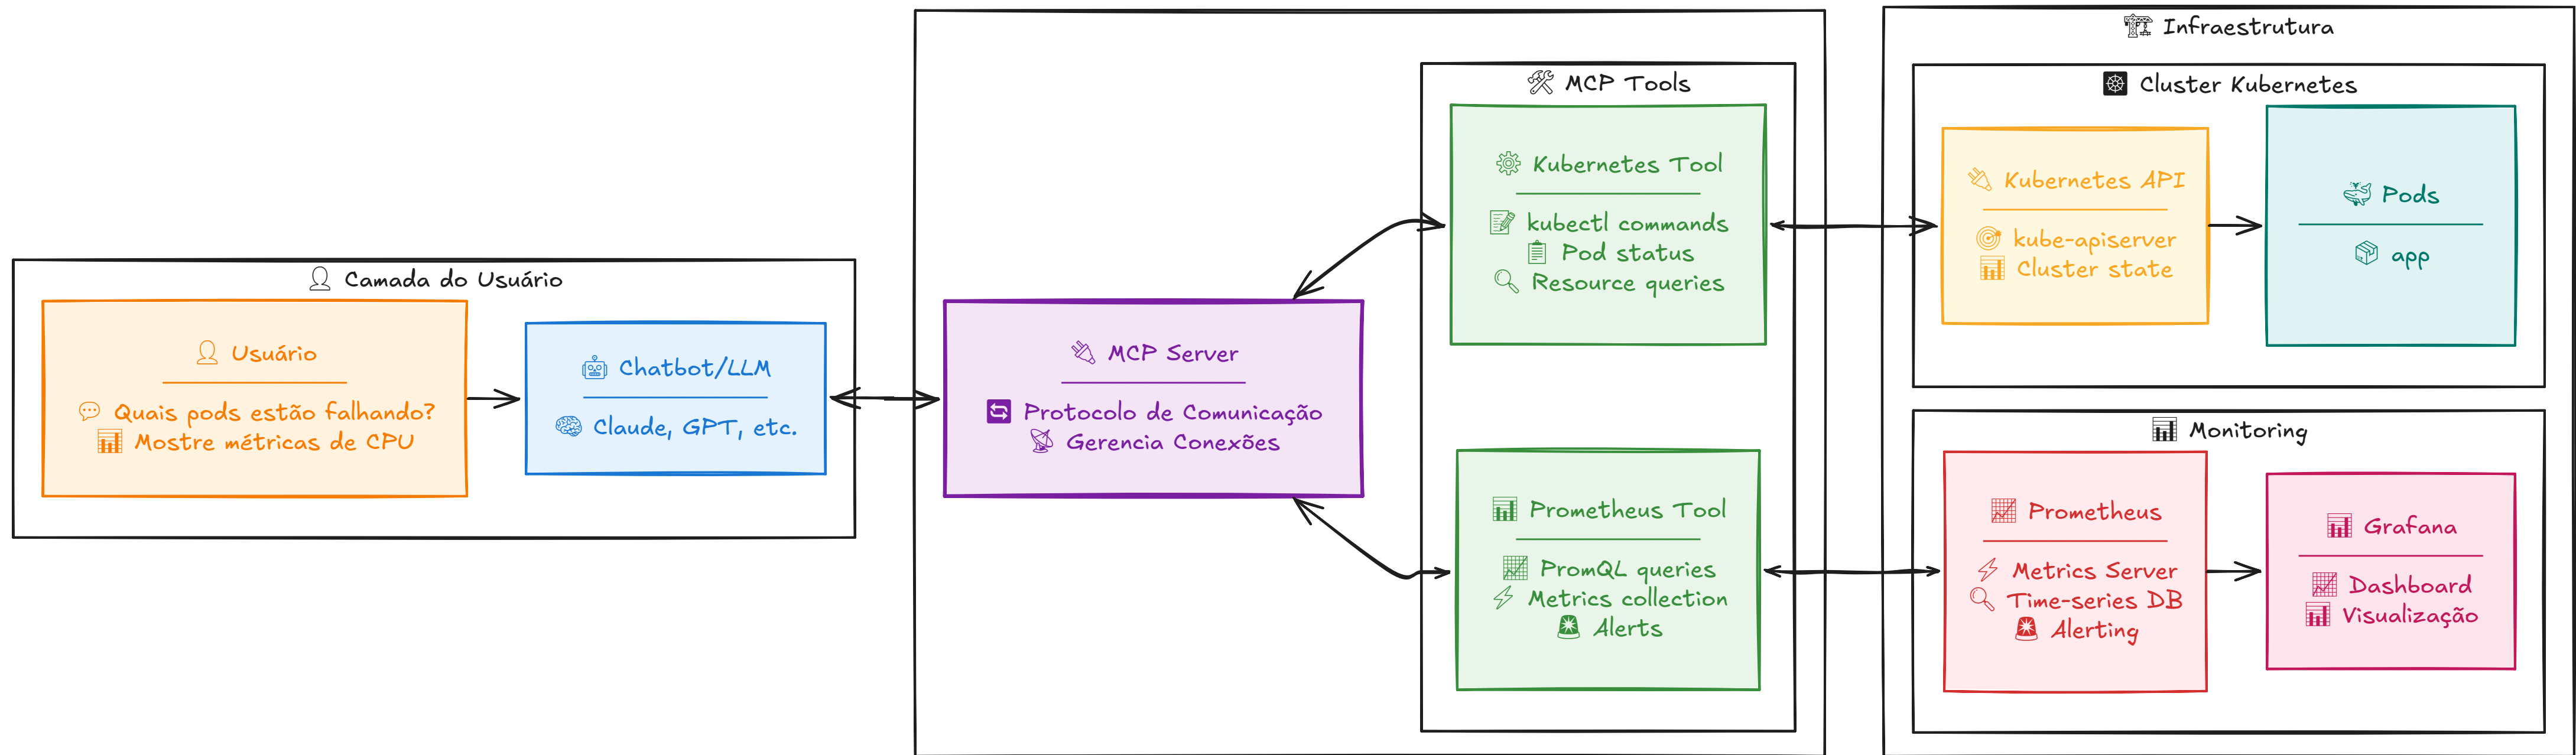 Camada do Usuário
Usuário
Quais pods estão falhando?
Mostre métricas de CPU
Chatbot/LLM
Claude, GPT, etc.
MCP Server
Protocolo de Comunicação
Gerencia Conexões
MCP Tools
Kubernetes Tool
kubectl commands
Pod status
Resource queries
Prometheus Tool
PromQL queries
Metrics collection
Alerts
Infraestrutura
Cluster Kubernetes
Kubernetes API
kube-apiserver
Cluster state
Pods
app
Monitoring
Prometheus
Metrics Server
Time-series DB
Alerting
Grafana
Dashboard
Visualização